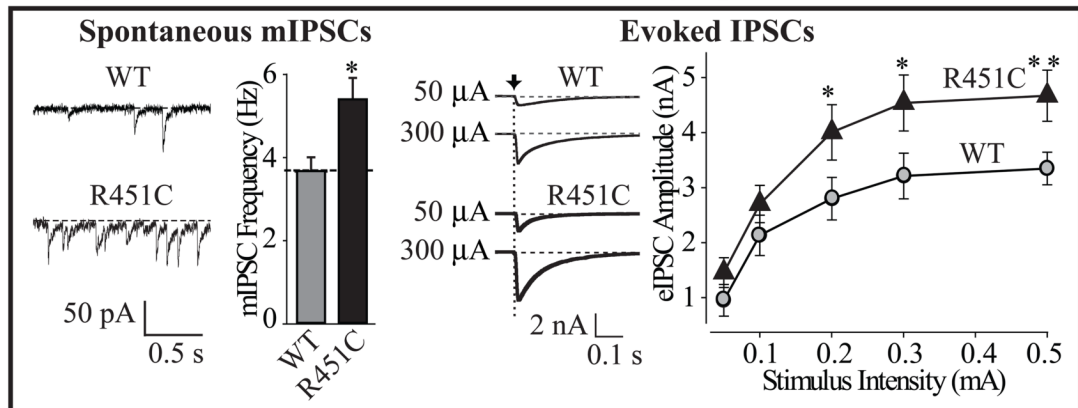 Spontaneous mIPSCs
WT
R451C
50 pA
0.5 s
mIPSC Frequency (Hz)
6
4
2
0
*
WT
R451C
Evoked IPSCs
WT
50 µA
300 µA
R451C
50 µA
300 µA
2 nA
0.1 s
eIPSC Amplitude (nA)
5
4
3
2
1
* * R451C * *
WT
0.1 0.2 0.3 0.5
Stimulus Intensity (mA)